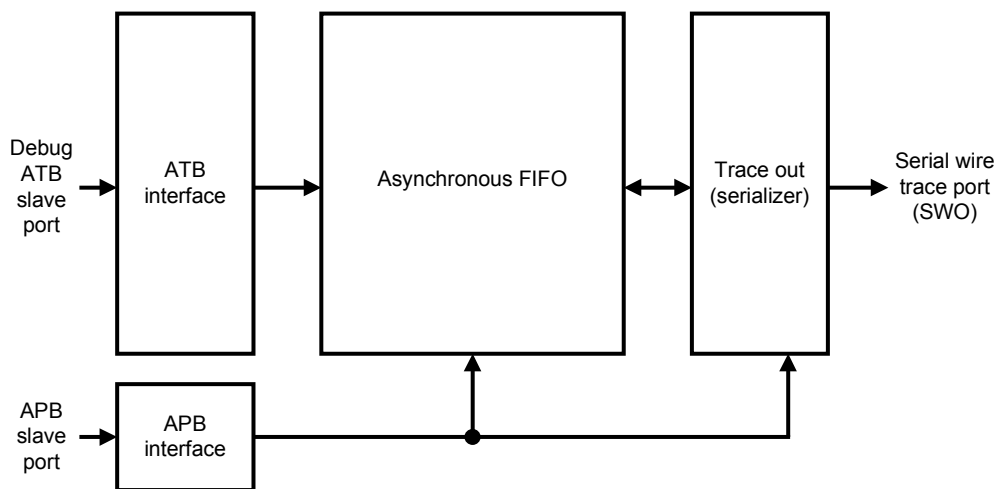 Debug
ATB
slave
port
ATB
interface
Asynchronous FIFO
Trace out
(serializer)
Serial wire
trace port
(SWO)
APB
slave
port
APB
interface